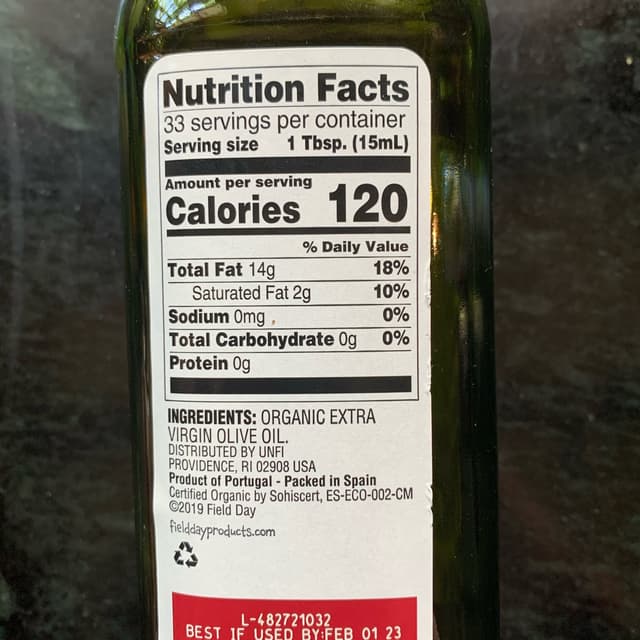 Nutrition Facts
33 servings per container
Serving size 1 Tbsp. (15mL)
Amount per serving
Calories 120
% Daily Value
Total Fat 14g 18%
Saturated Fat 2g 10%
Sodium 0mg 0%
Total Carbohydrate 0g 0%
Protein 0g
INGREDIENTS: ORGANIC EXTRA
VIRGIN OLIVE OIL.
DISTRIBUTED BY UNFI
PROVIDENCE, RI 02908 USA
Product of Portugal - Packed in Spain
Certified Organic by Sohiscert, ES-ECO-002-CM
©2019 Field Day
fielddayproducts.com
L-482721032
BEST IF USED BY:FEB 01 23